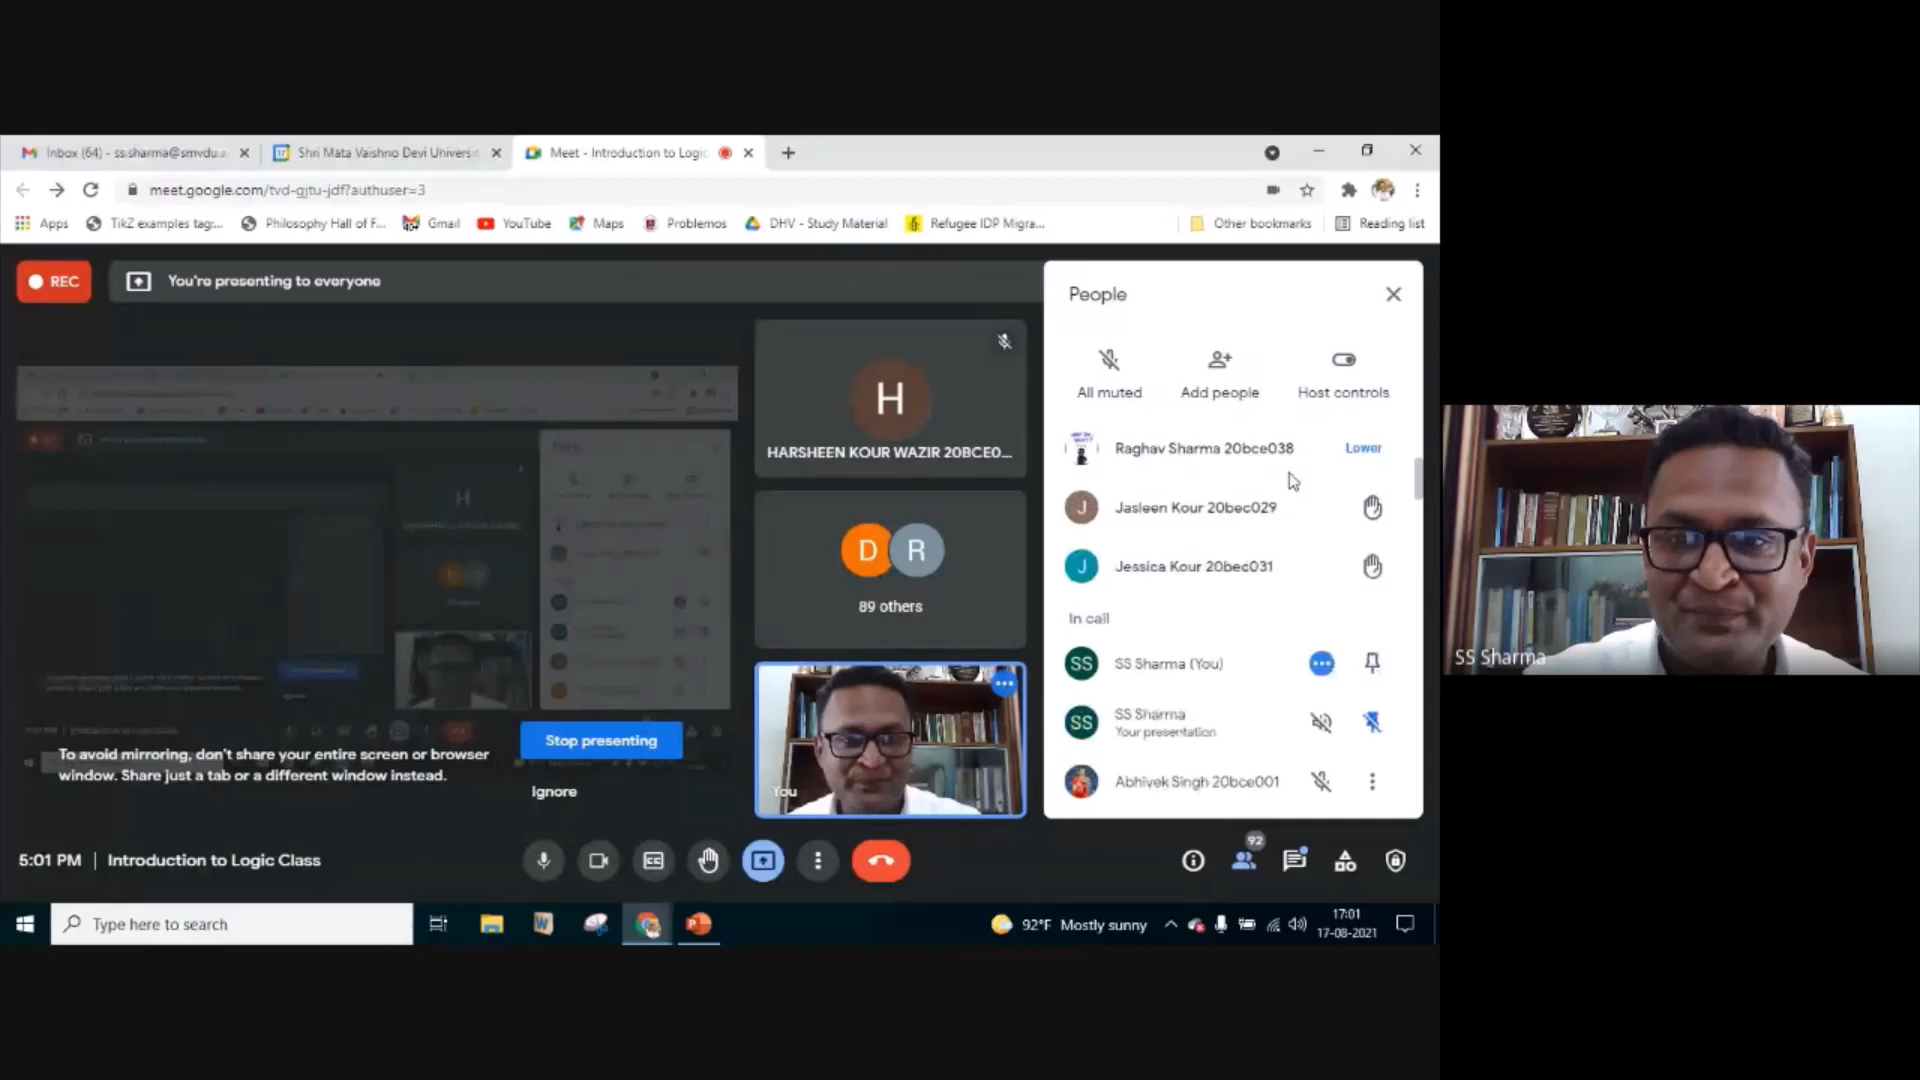 Inbox (64) - ss.sharma@smvdu.a
Shri Mata Vaishno Devi Universit
Meet - Introduction to Logic
meet.google.com/tvd-gjtu-jdf?authuser=3
Apps
TikZ examples tag:...
Philosophy Hall of F...
Gmail
YouTube
Maps
Problemos
DHV - Study Material
Refugee IDP Migra...
Other bookmarks
Reading list
REC
You're presenting to everyone
People
All muted
Add people
Host controls
H
HARSHEEN KOUR WAZIR 20BCE0...
Raghav Sharma 20bce038
Lower
J
Jasleen Kour 20bec029
J
Jessica Kour 20bec031
D
R
89 others
In call
SS
SS Sharma (You)
SS
SS Sharma
Your presentation
Abhivek Singh 20bce001
You
SS Sharma
To avoid mirroring, don't share your entire screen or browser
window. Share just a tab or a different window instead.
Stop presenting
Ignore
5:01 PM | Introduction to Logic Class
CC
92
Type here to search
92°F Mostly sunny
17:01
17-08-2021